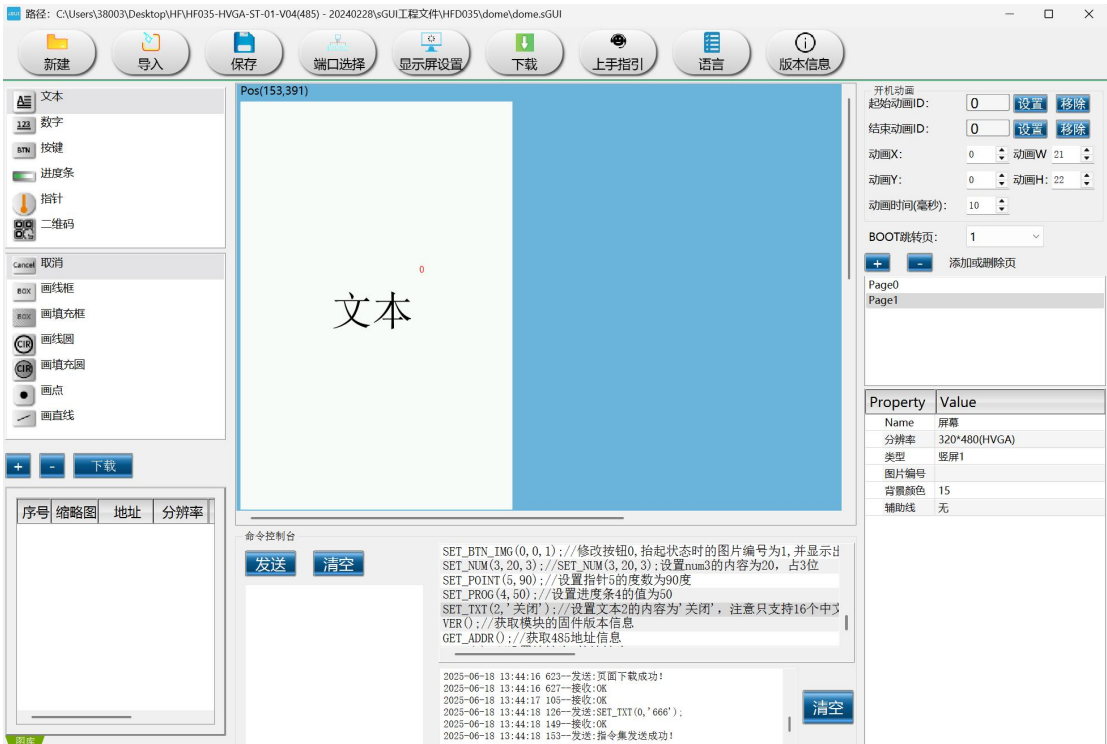 路径：C:\Users\38003\Desktop\HF\HF035-HVGA-ST-01-V04(485) - 20240228\sGUI工程文件\HFD035\dome\dome.sGUI
新建 导入 保存 端口选择 显示屏设置 下载 上手指引 语言 版本信息
文本
123 数字
BTN 按键
进度条
指针
二维码
Cancel 取消
BOX 画线框
BOX 画填充框
CIR 画线圆
CIR 画填充圆
画点
画直线
+ - 下载
序号 缩略图 地址 分辨率
图库
Pos(153,391)
0
文本
命令控制台
发送 清空
SET_BTN_IMG(0,0,1);//修改按钮0,抬起状态时的图片编号为1,并显示出
SET_NUM(3,20,3);//SET_NUM(3,20,3);设置num3的内容为20, 占3位
SET_POINT(5,90);//设置指针5的度数为90度
SET_PROG(4,50);//设置进度条4的值为50
SET_TXT(2,'关闭');//设置文本2的内容为'关闭', 注意只支持16个中文
VER();//获取模块的固件版本信息
GET_ADDR();//获取485地址信息
2025-06-18 13:44:16 623--发送:页面下载成功!
2025-06-18 13:44:16 627--接收:OK
2025-06-18 13:44:17 105--接收:OK
2025-06-18 13:44:18 126--发送:SET_TXT(0,'666');
2025-06-18 13:44:18 149--接收:OK
2025-06-18 13:44:18 153--发送:指令集发送成功!
清空
开机动画
起始动画ID: 0 设置 移除
结束动画ID: 0 设置 移除
动画X: 0 动画W 21
动画Y: 0 动画H: 22
动画时间(毫秒): 10
BOOT跳转页: 1
+ - 添加或删除页
Page0
Page1
Property Value
Name 屏幕
分辨率 320*480(HVGA)
类型 竖屏1
图片编号
背景颜色 15
辅助线 无